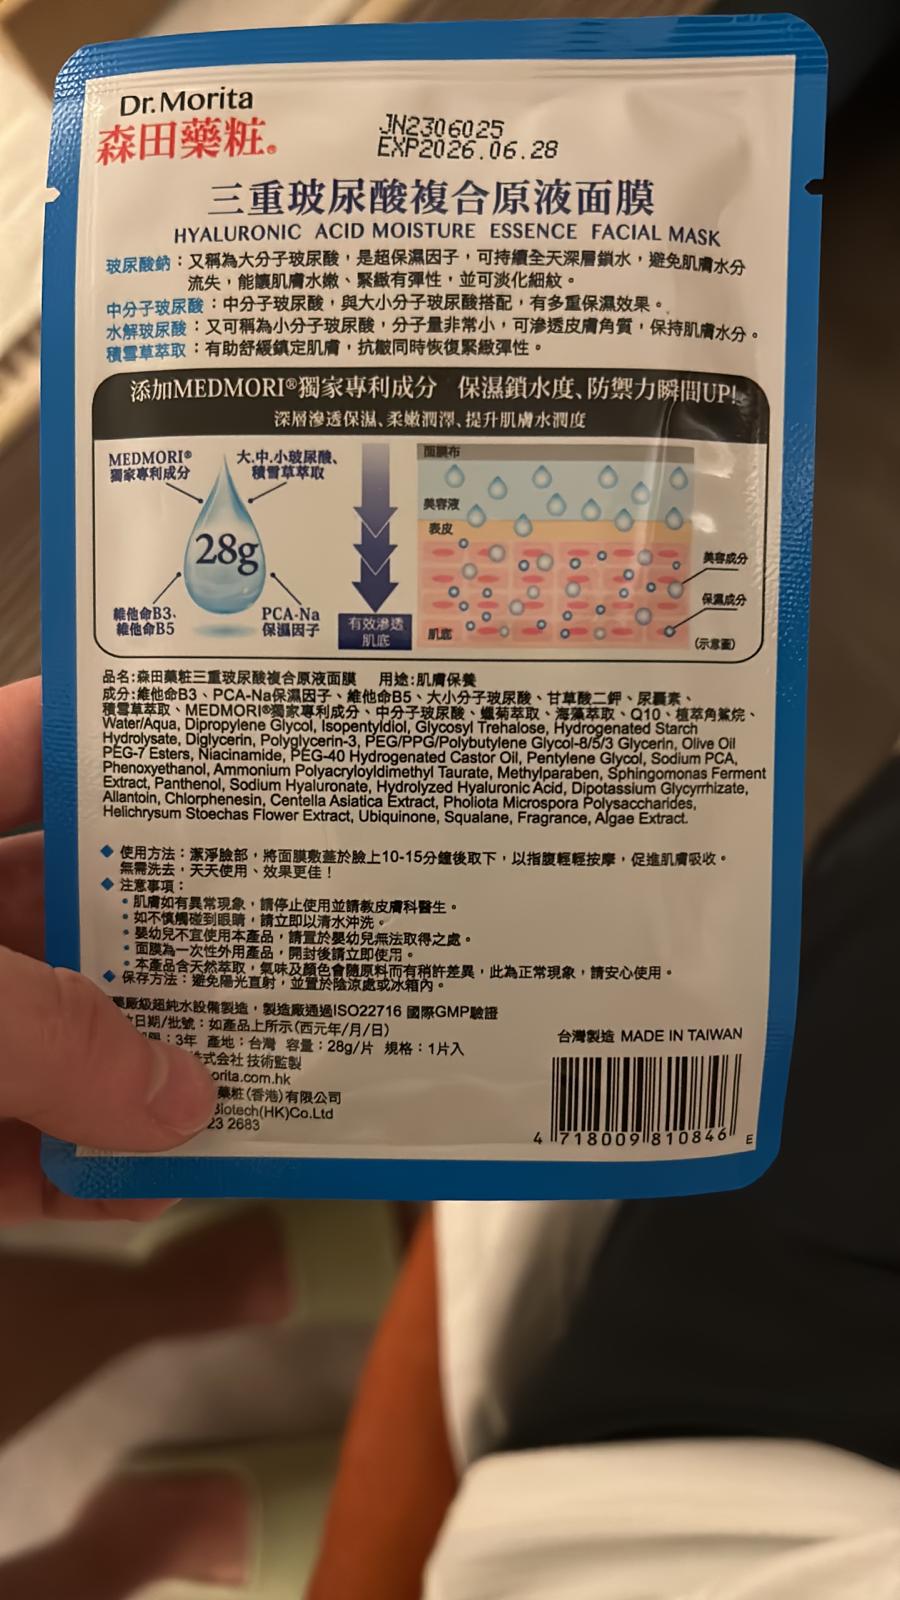 Dr.Morita
森田藥粧®
JN2306025
EXP2026.06.28
三重玻尿酸複合原液面膜
HYALURONIC ACID MOISTURE ESSENCE FACIAL MASK
玻尿酸鈉：又稱為大分子玻尿酸，是超保濕因子，可持續全天深層鎖水，避免肌膚水分
流失，能讓肌膚水嫩、緊緻有彈性，並可淡化細紋。
中分子玻尿酸：中分子玻尿酸，與大小分子玻尿酸搭配，有多重保濕效果。
水解玻尿酸：又可稱為小分子玻尿酸，分子量非常小，可滲透皮膚角質，保持肌膚水分。
積雪草萃取：有助舒緩鎮定肌膚，抗皺同時恢復緊緻彈性。
添加MEDMORI®獨家專利成分 保濕鎖水度、防禦力瞬間UP!
深層滲透保濕、柔嫩潤澤、提升肌膚水潤度
MEDMORI®
獨家專利成分
大.中.小玻尿酸、
積雪草萃取
28g
維他命B3、
維他命B5
PCA-Na
保濕因子
有效滲透
肌底
面膜布
美容液
表皮
肌底
美容成分
保濕成分
(示意圖)
品名:森田藥粧三重玻尿酸複合原液面膜 用途:肌膚保養
成分:維他命B3、PCA-Na保濕因子、維他命B5、大小分子玻尿酸、甘草酸二鉀、尿囊素、
積雪草萃取、MEDMORI®獨家專利成分、中分子玻尿酸、蠟菊萃取、海藻萃取、Q10、植萃角鯊烷、
Water/Aqua, Dipropylene Glycol, Isopentyldiol, Glycosyl Trehalose, Hydrogenated Starch
Hydrolysate, Diglycerin, Polyglycerin-3, PEG/PPG/Polybutylene Glycol-8/5/3 Glycerin, Olive Oil
PEG-7 Esters, Niacinamide, PEG-40 Hydrogenated Castor Oil, Pentylene Glycol, Sodium PCA,
Phenoxyethanol, Ammonium Polyacryloyldimethyl Taurate, Methylparaben, Sphingomonas Ferment
Extract, Panthenol, Sodium Hyaluronate, Hydrolyzed Hyaluronic Acid, Dipotassium Glycyrrhizate,
Allantoin, Chlorphenesin, Centella Asiatica Extract, Pholiota Microspora Polysaccharides,
Helichrysum Stoechas Flower Extract, Ubiquinone, Squalane, Fragrance, Algae Extract.
◆ 使用方法：潔淨臉部，將面膜敷蓋於臉上10-15分鐘後取下，以指腹輕輕按摩，促進肌膚吸收。
無需洗去，天天使用、效果更佳！
◆ 注意事項：
• 肌膚如有異常現象，請停止使用並請教皮膚科醫生。
• 如不慎觸碰到眼睛，請立即以清水沖洗。
• 嬰幼兒不宜使用本產品，請置於嬰幼兒無法取得之處。
• 面膜為一次性外用產品，開封後請立即使用。
• 本產品含天然萃取，氣味及顏色會隨原料而有稍許差異，此為正常現象，請安心使用。
◆ 保存方法：避免陽光直射，並置於陰涼處或冰箱內。
藥廠級超純水設備製造，製造廠通過ISO22716 國際GMP驗證
日期/批號：如產品上所示(西元年/月/日)
：3年 產地：台灣 容量：28g/片 規格：1片入
式会社 技術監製
orita.com.hk
藥粧(香港)有限公司
Biotech(HK)Co.Ltd
23 2683
台灣製造 MADE IN TAIWAN
4 718009 810846 E